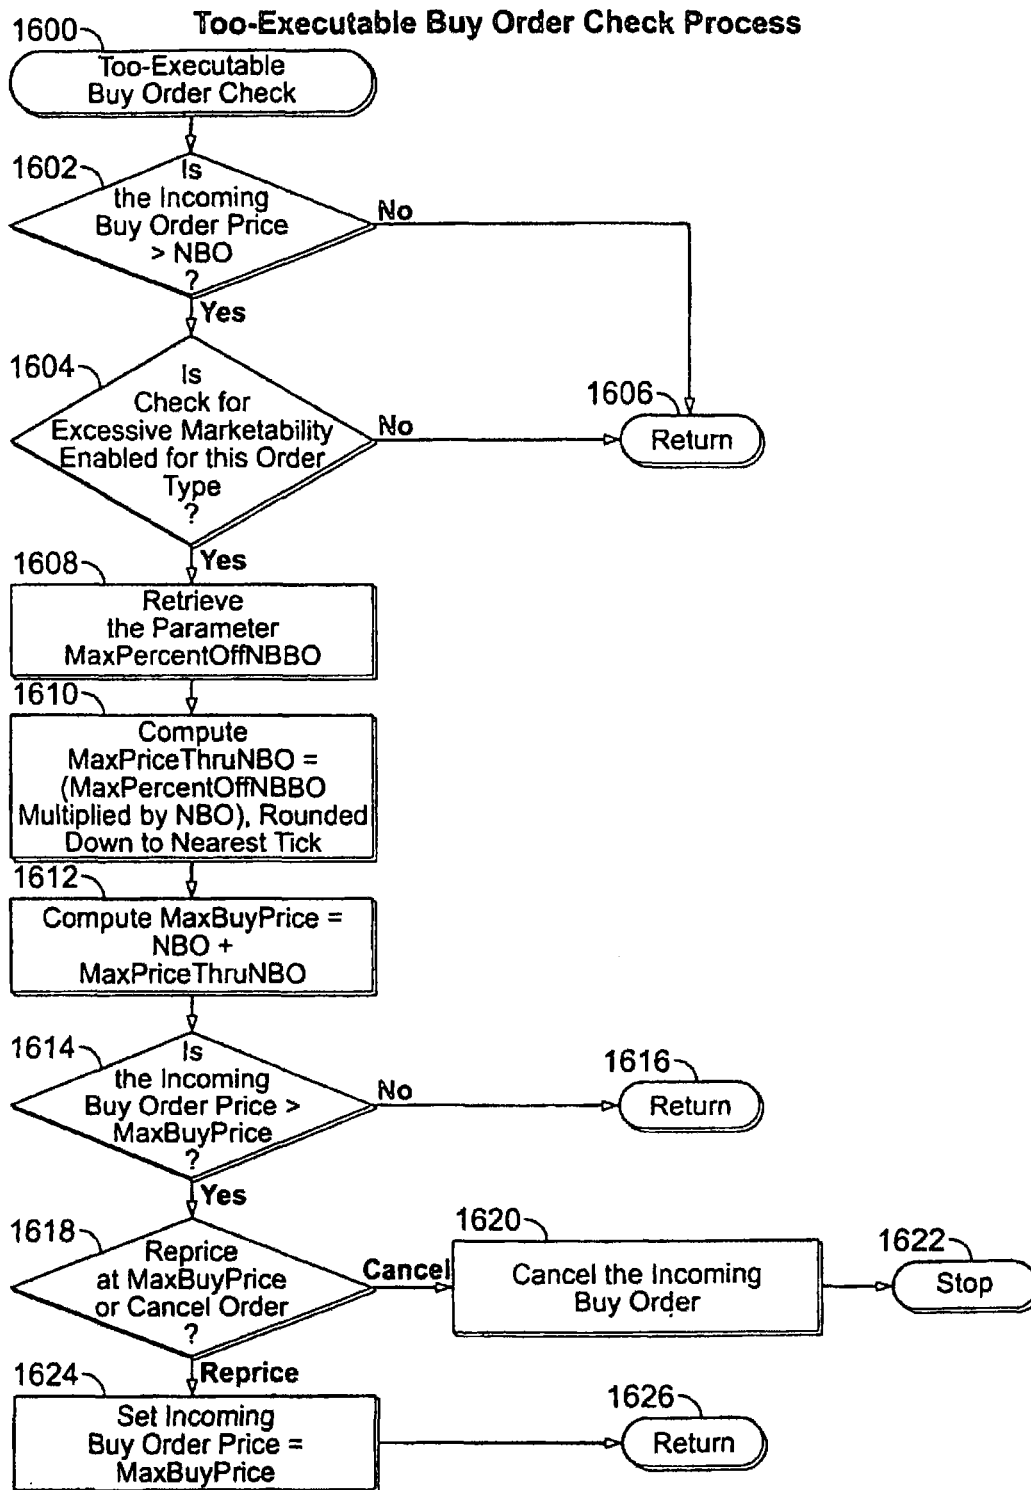 Too-Executable Buy Order Check Process
1600
Too-Executable
Buy Order Check
1602
Is
the Incoming
Buy Order Price
> NBO
?
No
Yes
1604
Is
Check for
Excessive Marketability
Enabled for this Order
Type
?
No
1606
Return
Yes
1608
Retrieve
the Parameter
MaxPercentOffNBBO
1610
Compute
MaxPriceThruNBO =
(MaxPercentOffNBBO
Multiplied by NBO), Rounded
Down to Nearest Tick
1612
Compute MaxBuyPrice =
NBO +
MaxPriceThruNBO
1614
Is
the Incoming
Buy Order Price >
MaxBuyPrice
?
No
1616
Return
Yes
1618
Reprice
at MaxBuyPrice
or Cancel Order
?
Cancel
1620
Cancel the Incoming
Buy Order
1622
Stop
Reprice
1624
Set Incoming
Buy Order Price =
MaxBuyPrice
1626
Return